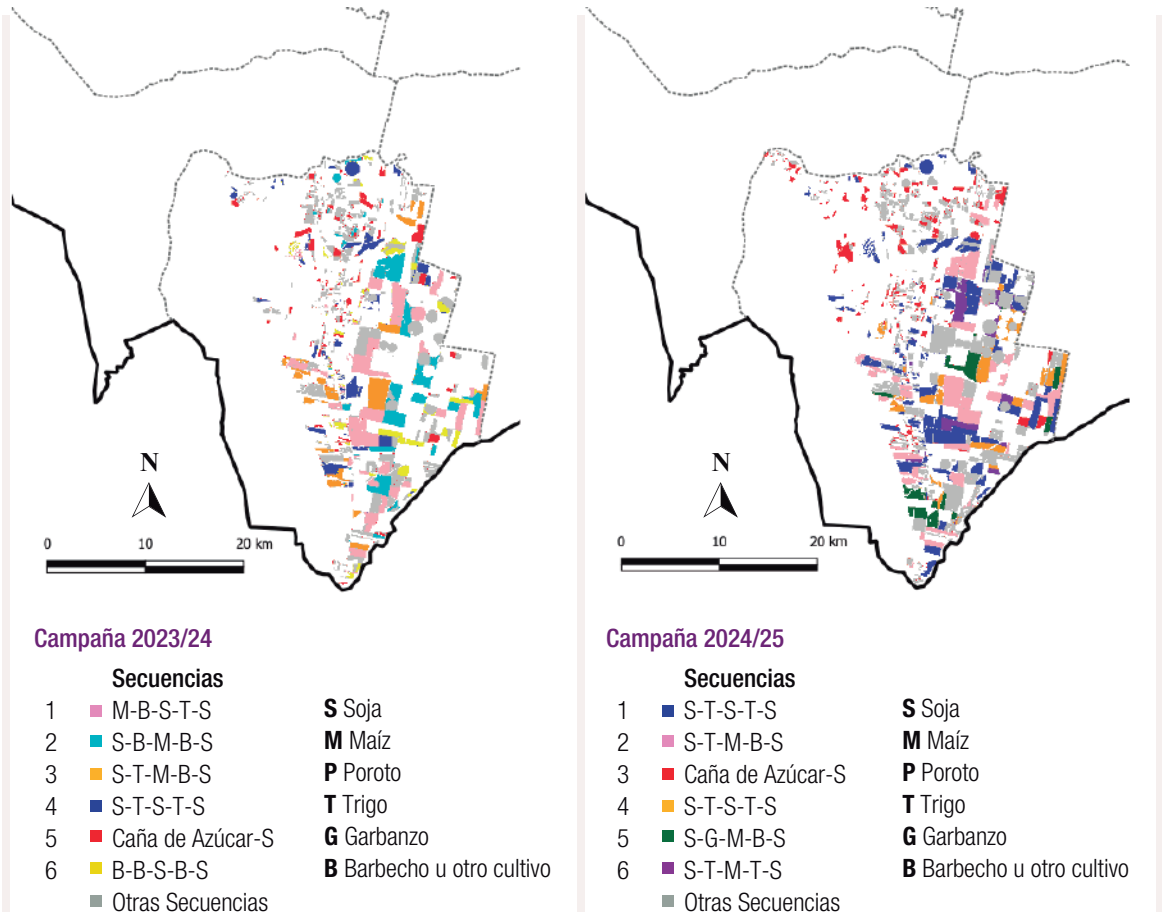 N
0 10 20 km
Campaña 2023/24
Secuencias
1 M-B-S-T-S
2 S-B-M-B-S
3 S-T-M-B-S
4 S-T-S-T-S
5 Caña de Azúcar-S
6 B-B-S-B-S
Otras Secuencias
S Soja
M Maíz
P Poroto
T Trigo
G Garbanzo
B Barbecho u otro cultivo
N
0 10 20 km
Campaña 2024/25
Secuencias
1 S-T-S-T-S
2 S-T-M-B-S
3 Caña de Azúcar-S
4 S-T-S-T-S
5 S-G-M-B-S
6 S-T-M-T-S
Otras Secuencias
S Soja
M Maíz
P Poroto
T Trigo
G Garbanzo
B Barbecho u otro cultivo